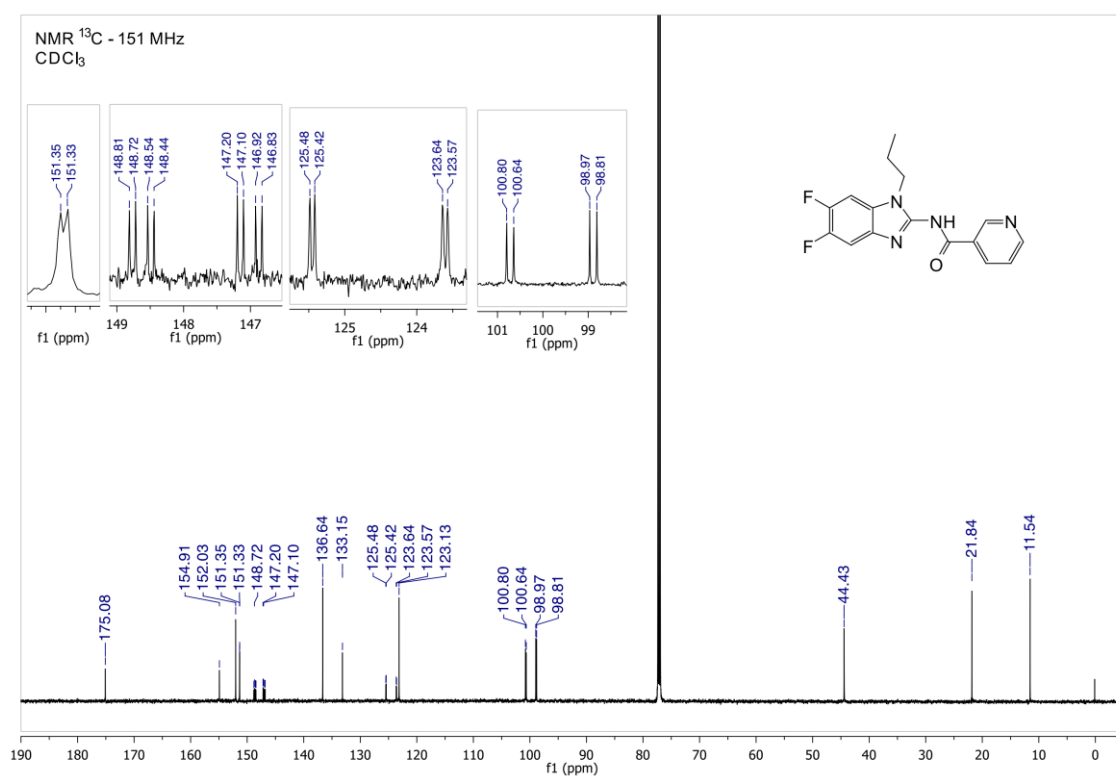 NMR ¹³C - 151 MHz
CDCl₃
151.35
151.33
f1 (ppm)
148.81
148.72
148.54
148.44
147.20
147.10
146.92
146.83
149 148 147
f1 (ppm)
125.48
125.42
123.64
123.57
125 124
f1 (ppm)
100.80
100.64
98.97
98.81
101 100 99
f1 (ppm)
F
F
N
N
NH
O
N
175.08
154.91
152.03
151.35
151.33
148.72
147.20
147.10
136.64
133.15
125.48
125.42
123.64
123.57
123.13
100.80
100.64
98.97
98.81
44.43
21.84
11.54
190 180 170 160 150 140 130 120 110 100 90 80 70 60 50 40 30 20 10 0
f1 (ppm)